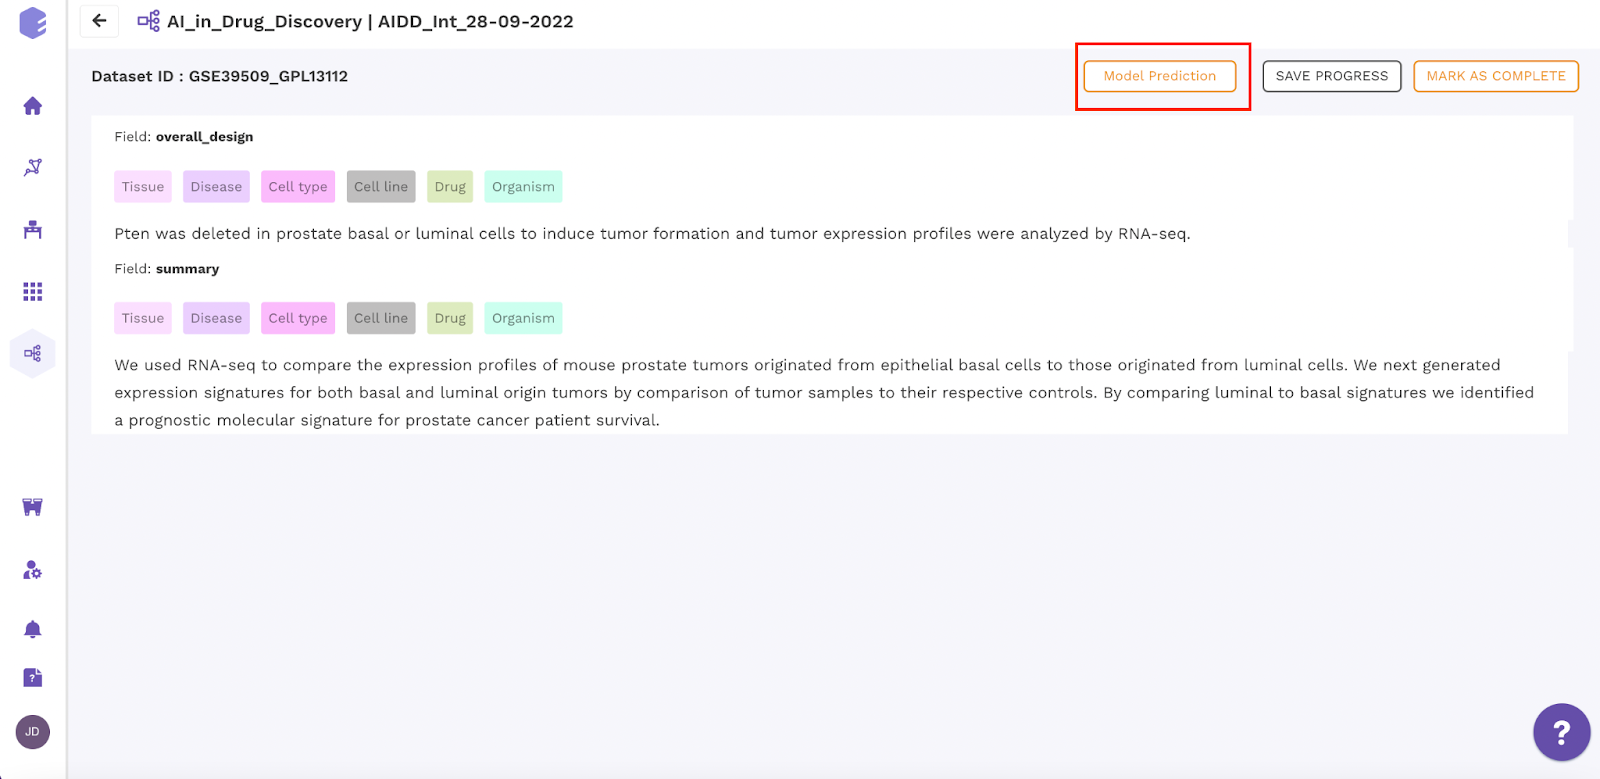 AI_in_Drug_Discovery | AIDD_Int_28-09-2022
Dataset ID : GSE39509_GPL13112
Model Prediction
SAVE PROGRESS
MARK AS COMPLETE
Field: overall_design
Tissue Disease Cell type Cell line Drug Organism
Pten was deleted in prostate basal or luminal cells to induce tumor formation and tumor expression profiles were analyzed by RNA-seq.
Field: summary
Tissue Disease Cell type Cell line Drug Organism
We used RNA-seq to compare the expression profiles of mouse prostate tumors originated from epithelial basal cells to those originated from luminal cells. We next generated
expression signatures for both basal and luminal origin tumors by comparison of tumor samples to their respective controls. By comparing luminal to basal signatures we identified
a prognostic molecular signature for prostate cancer patient survival.
?
JD
?